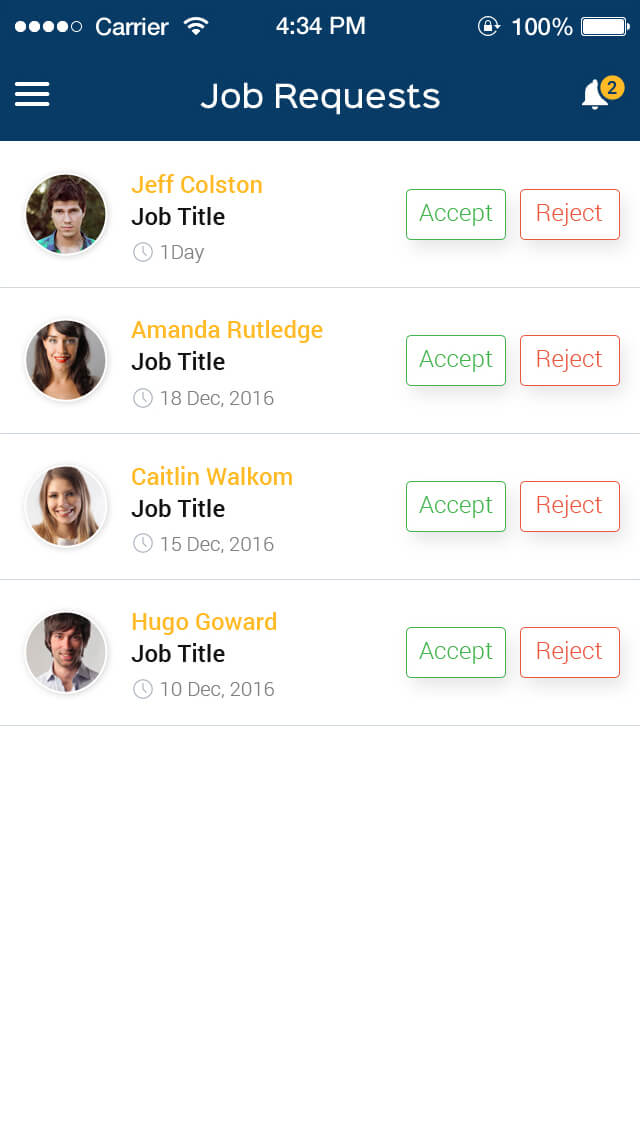 Carrier 4:34 PM 100%
Job Requests 2
Jeff Colston
Job Title
1Day
Accept Reject
Amanda Rutledge
Job Title
18 Dec, 2016
Accept Reject
Caitlin Walkom
Job Title
15 Dec, 2016
Accept Reject
Hugo Goward
Job Title
10 Dec, 2016
Accept Reject